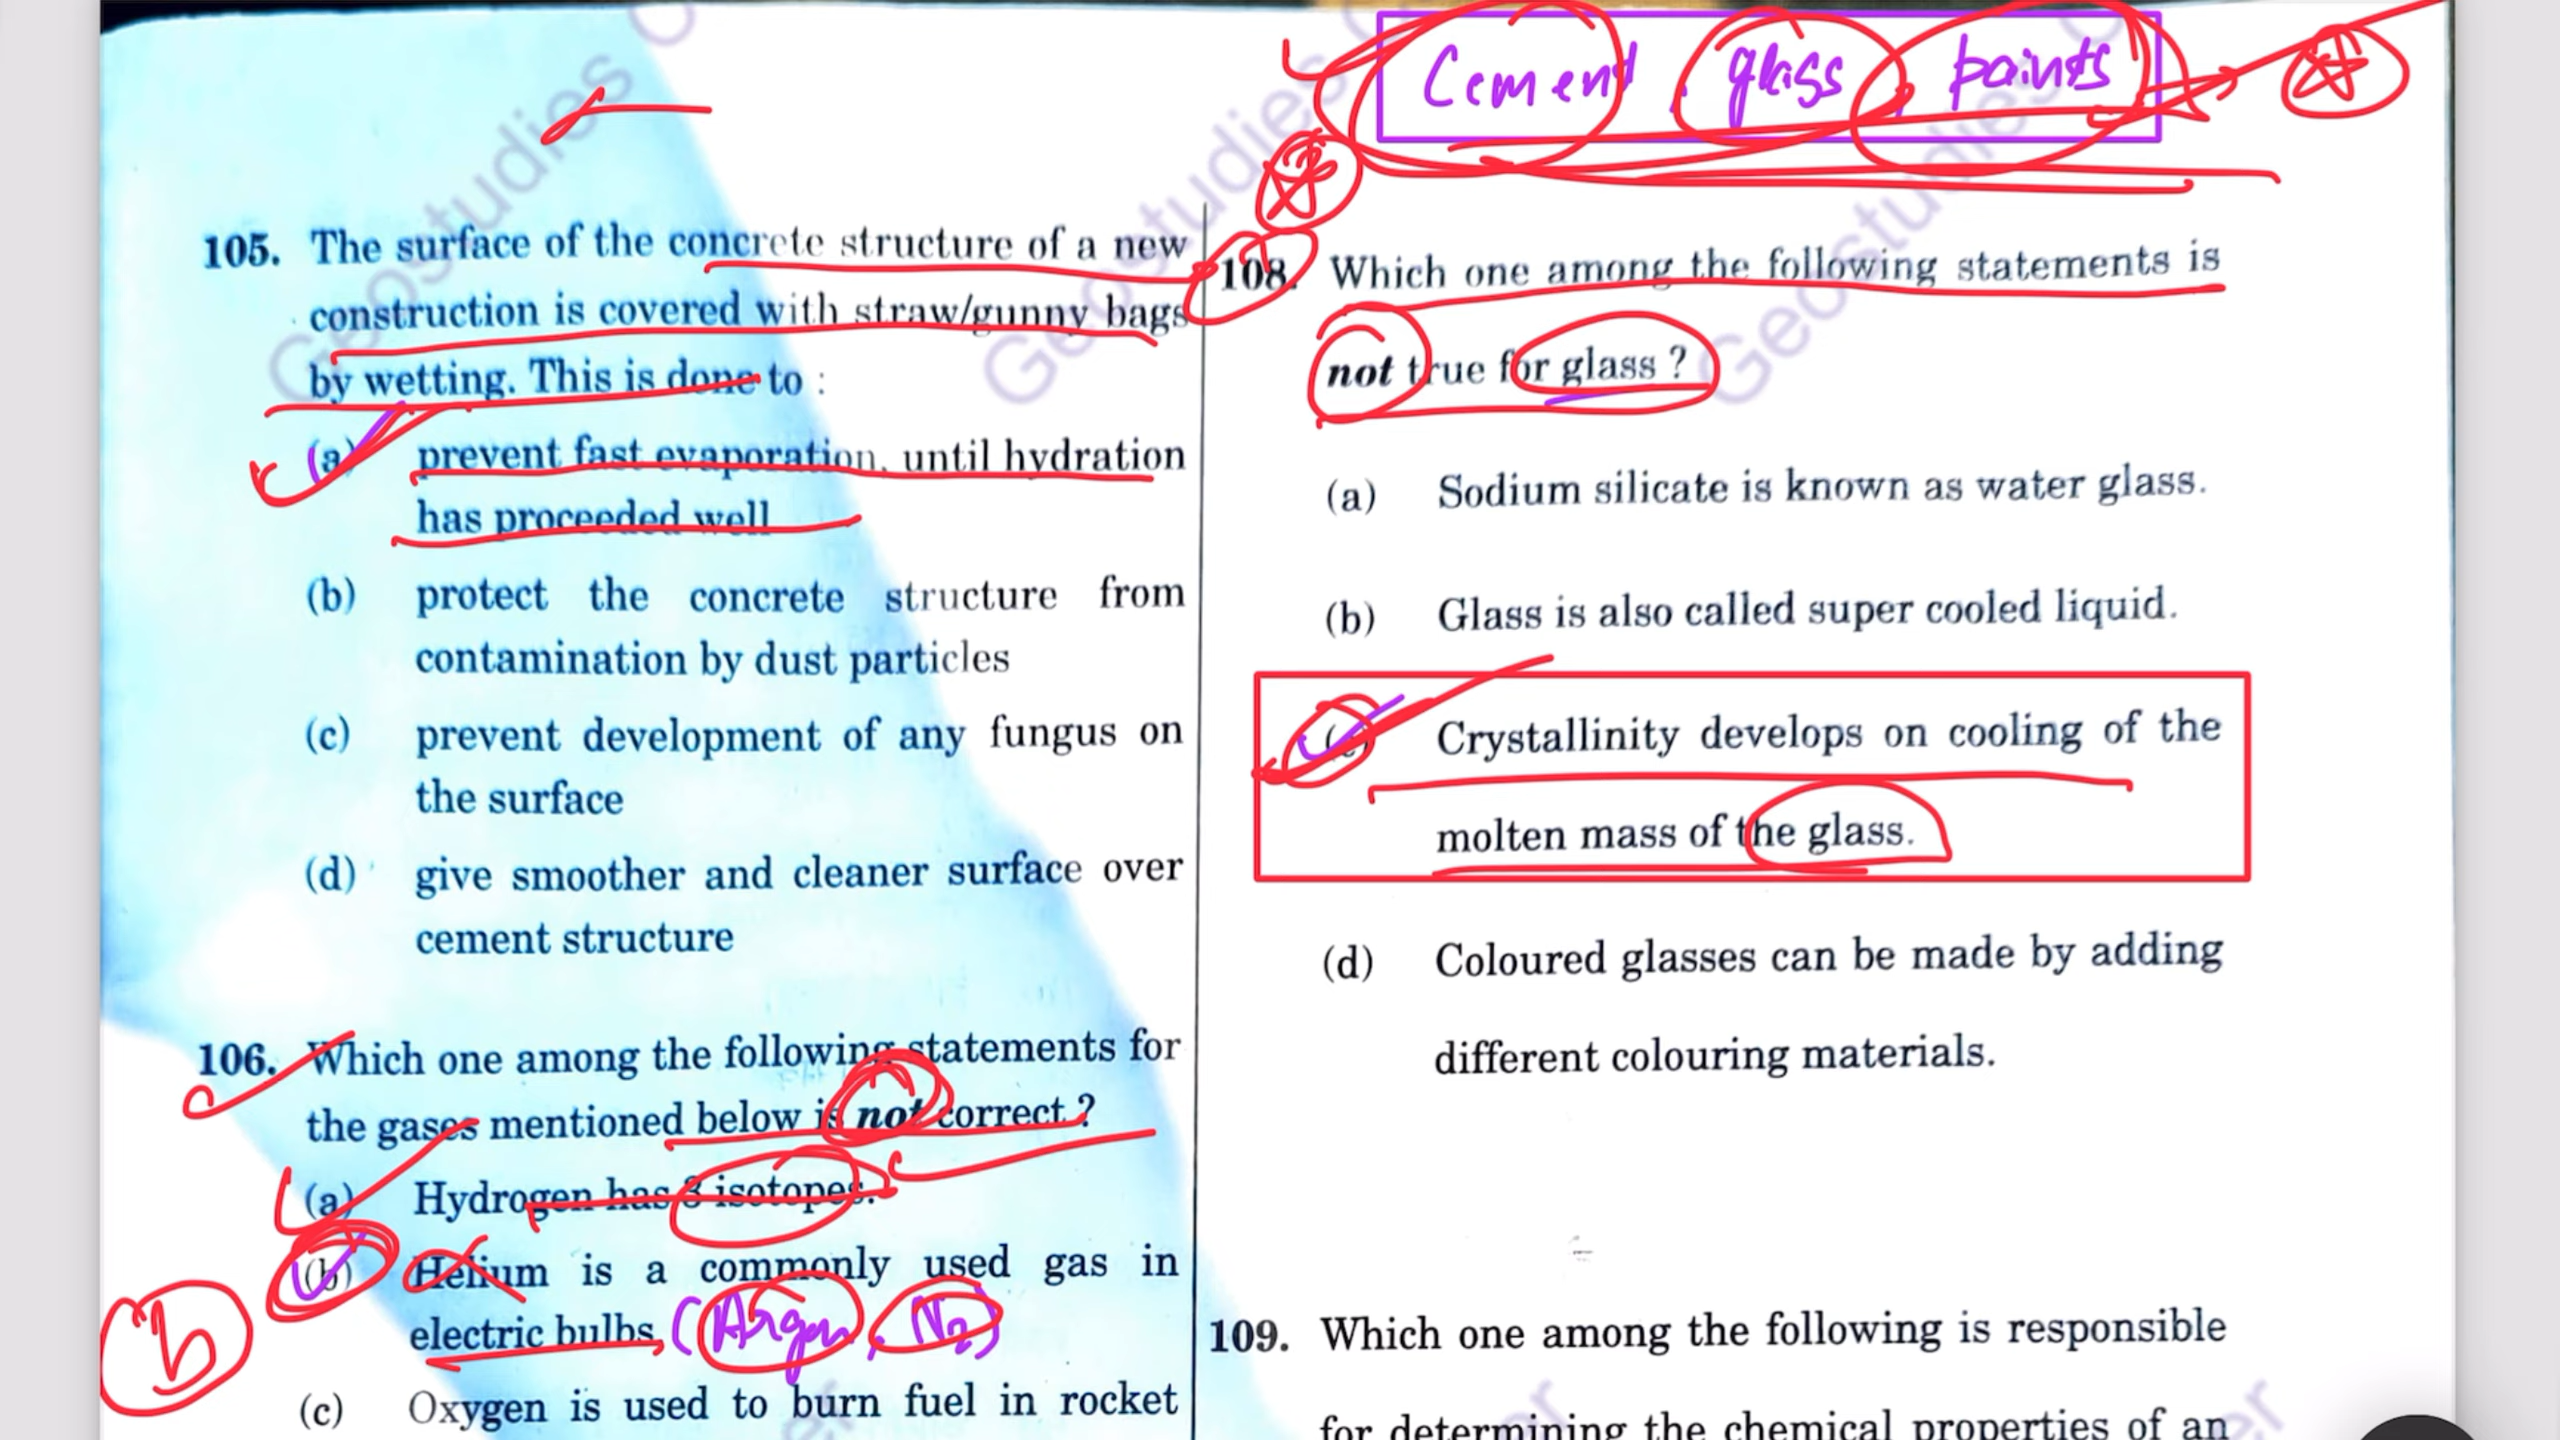 Cement, glass, paints
105. The surface of the concrete structure of a new
construction is covered with straw/gunny bags
by wetting. This is done to :
(a) prevent fast evaporation, until hydration
has proceeded well
(b) protect the concrete structure from
contamination by dust particles
(c) prevent development of any fungus on
the surface
(d) give smoother and cleaner surface over
cement structure
106. Which one among the following statements for
the gases mentioned below is not correct ?
(a) Hydrogen has 3 isotopes.
(b) Helium is a commonly used gas in
electric bulbs. (Argon, N2)
b
(c) Oxygen is used to burn fuel in rocket
108. Which one among the following statements is
not true for glass ?
(a) Sodium silicate is known as water glass.
(b) Glass is also called super cooled liquid.
(c) Crystallinity develops on cooling of the
molten mass of the glass.
(d) Coloured glasses can be made by adding
different colouring materials.
109. Which one among the following is responsible
for determining the chemical properties of an
Geostudies
Geostudies
Geostudies